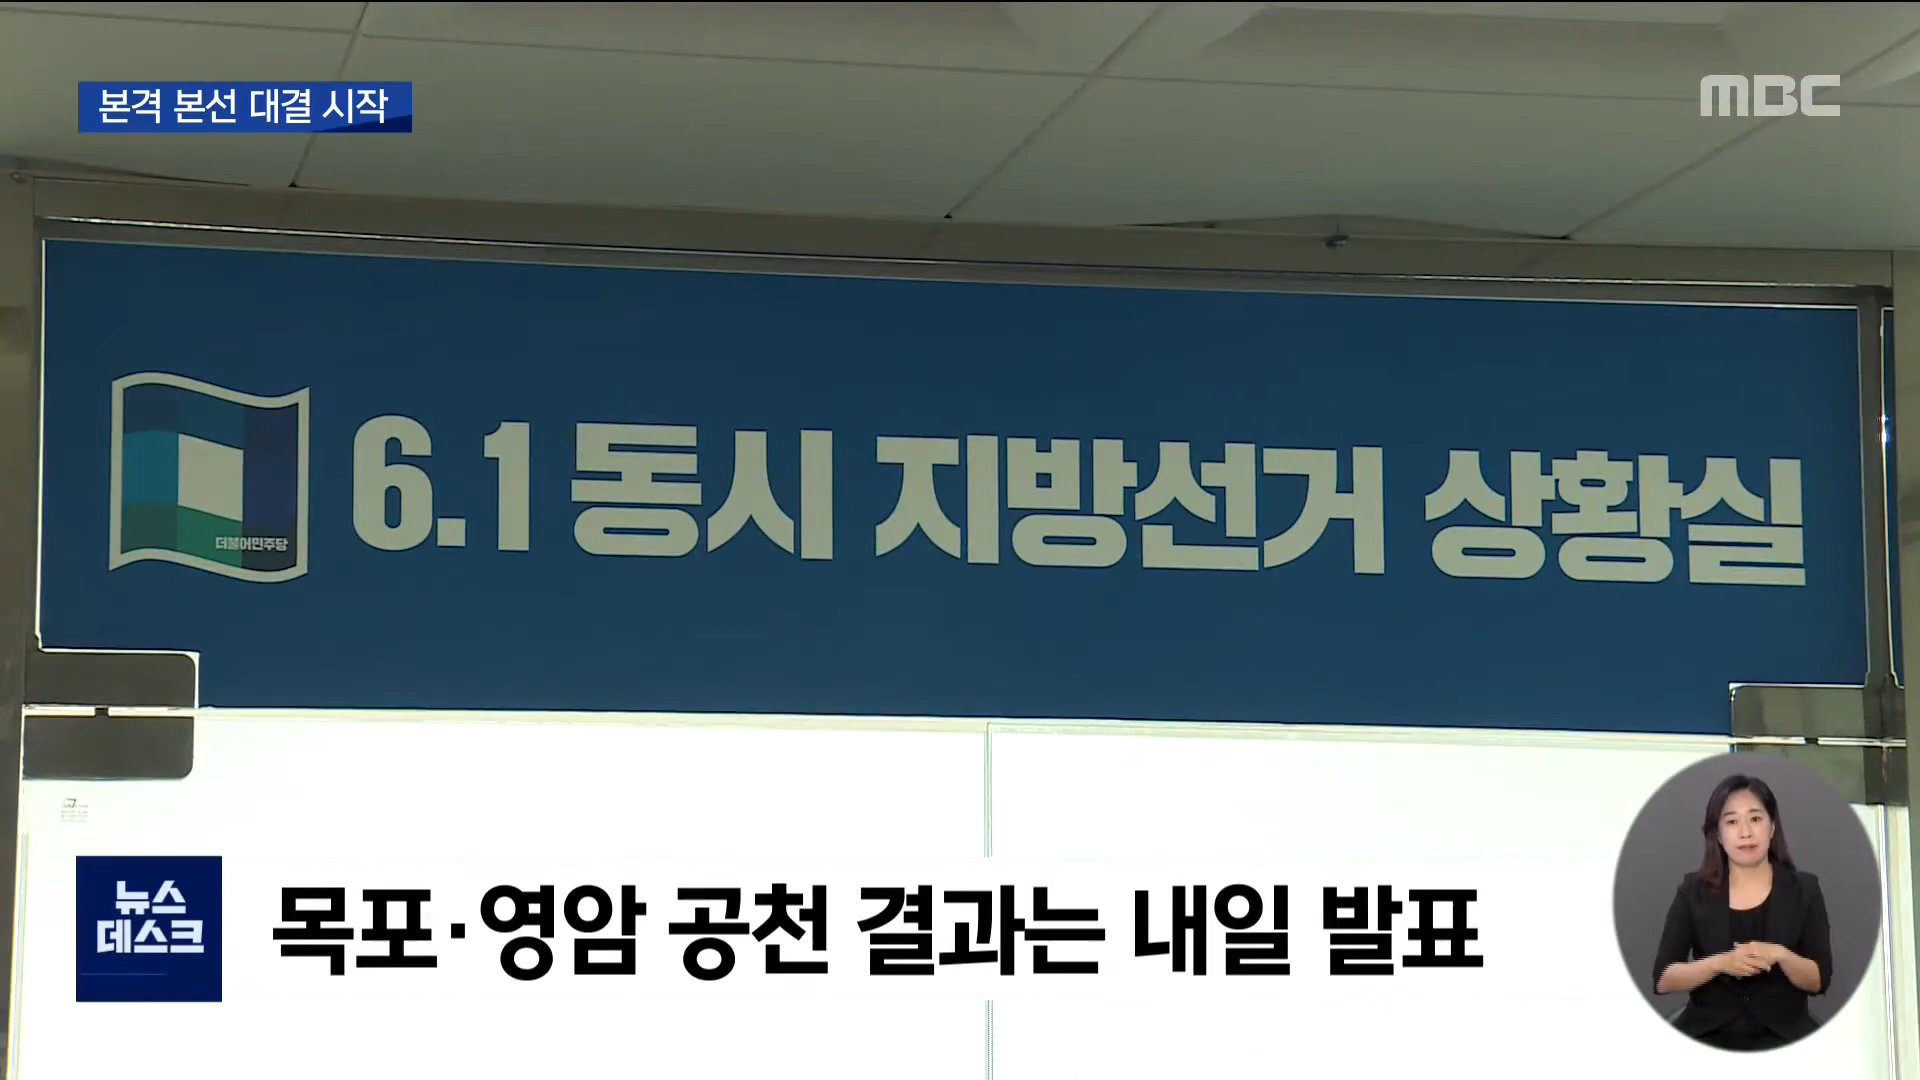 본격 본선 대결 시작
MBC
더불어민주당
6.1 동시 지방선거 상황실
뉴스
데스크
목포·영암 공천 결과는 내일 발표